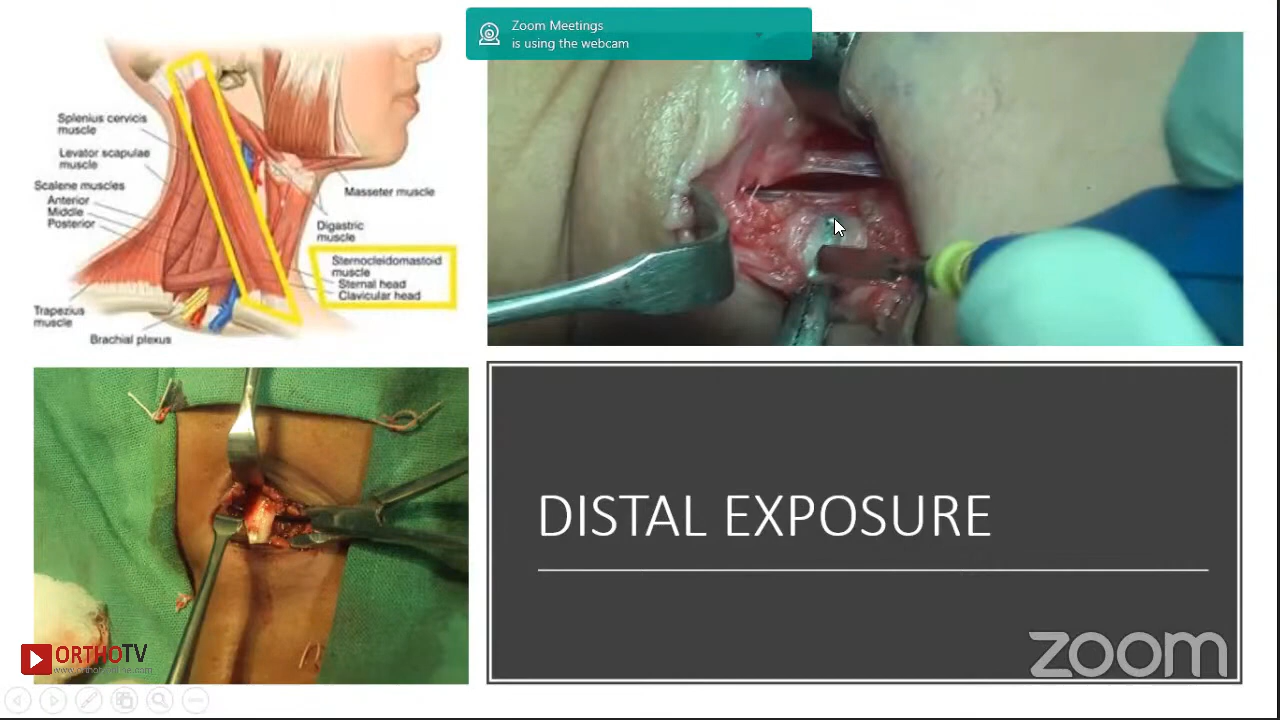 Zoom Meetings
is using the webcam
Splenius cervicis
muscle
Levator scapulae
muscle
Scalene muscles
Anterior
Middle
Posterior
Trapezius
muscle
Brachial plexus
Masseter muscle
Digastric
muscle
Sternocleidomastoid
muscle
Sternal head
Clavicular head
DISTAL EXPOSURE
ORTHOTV
zoom